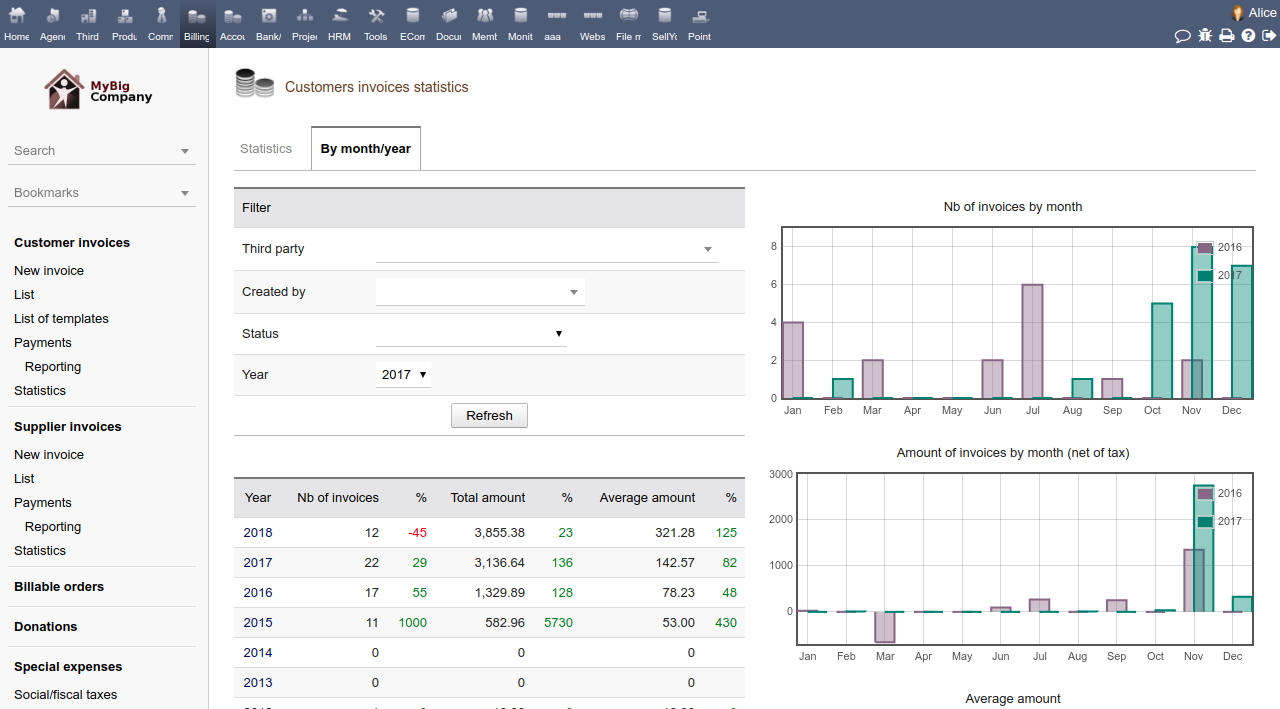 Home Agen Third Produ Comr Billing Accou Bank/ Projec HRM Tools ECom Docu Memb Monit aaa Webs File m SellYo Point
Alice
MyBig
Company
Customers invoices statistics
Search
Bookmarks
Statistics By month/year
Customer invoices
New invoice
List
List of templates
Payments
Reporting
Statistics
Supplier invoices
New invoice
List
Payments
Reporting
Statistics
Billable orders
Donations
Special expenses
Social/fiscal taxes
Filter
Third party
Created by
Status
Year 2017
Refresh
Year Nb of invoices % Total amount % Average amount %
2018 12 -45 3,855.38 23 321.28 125
2017 22 29 3,136.64 136 142.57 82
2016 17 55 1,329.89 128 78.23 48
2015 11 1000 582.96 5730 53.00 430
2014 0 0 0
2013 0 0 0
Nb of invoices by month
8
6
4
2
0
2016
2017
Jan Feb Mar Apr May Jun Jul Aug Sep Oct Nov Dec
Amount of invoices by month (net of tax)
3000
2000
1000
0
2016
2017
Jan Feb Mar Apr May Jun Jul Aug Sep Oct Nov Dec
Average amount